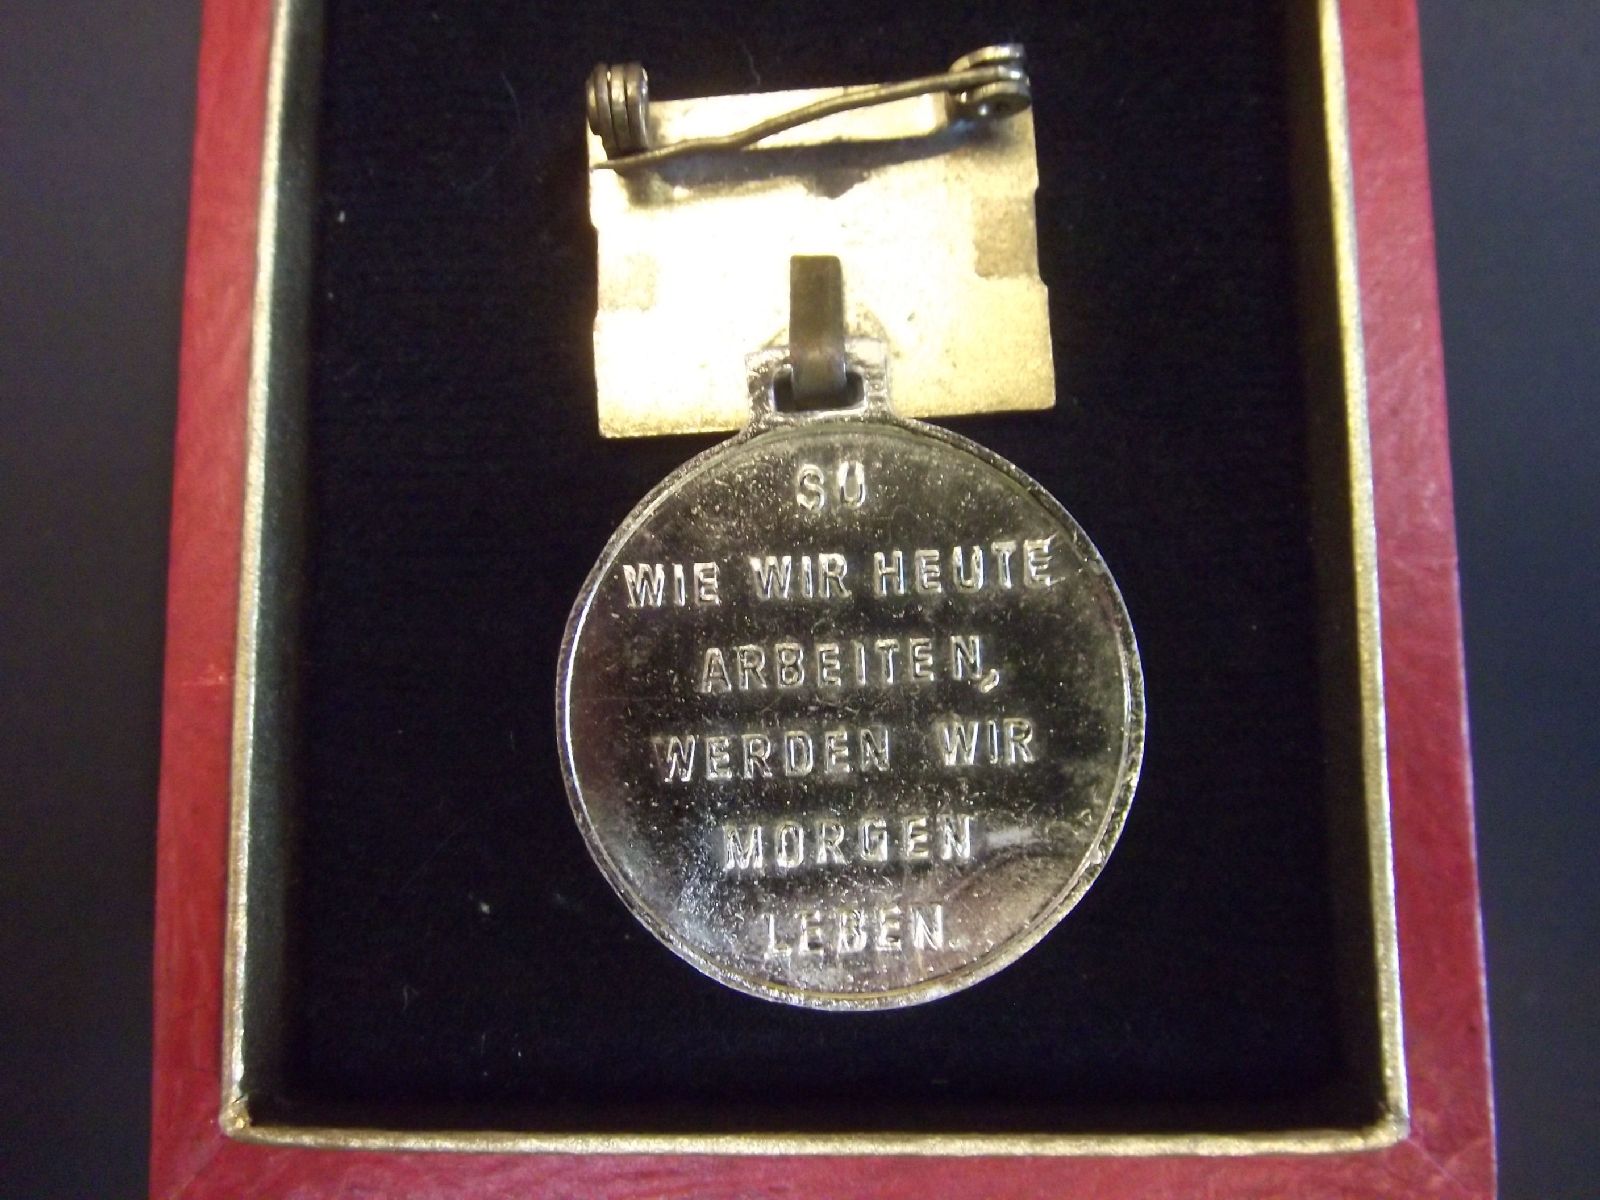 SO
WIE WIR HEUTE
ARBEITEN,
WERDEN WIR
MORGEN
LEBEN